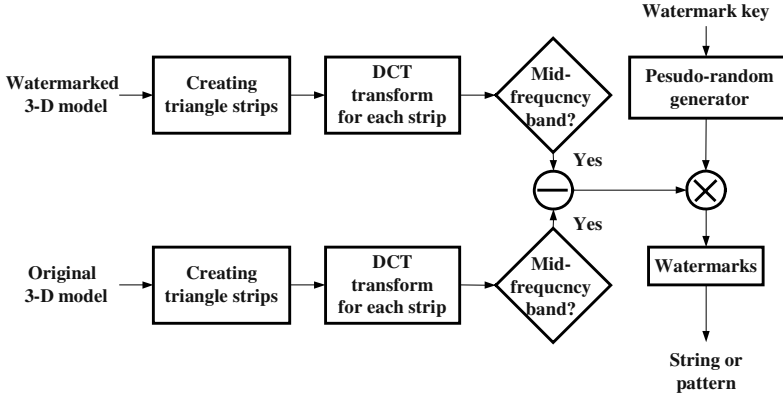 Watermark key
Pesudo-random
generator
Watermarked
3-D model
Creating
triangle strips
DCT
transform
for each strip
Mid-
frequcncy
band?
Yes
Yes
Original
3-D model
Creating
triangle strips
DCT
transform
for each strip
Mid-
frequcncy
band?
Watermarks
String or
pattern